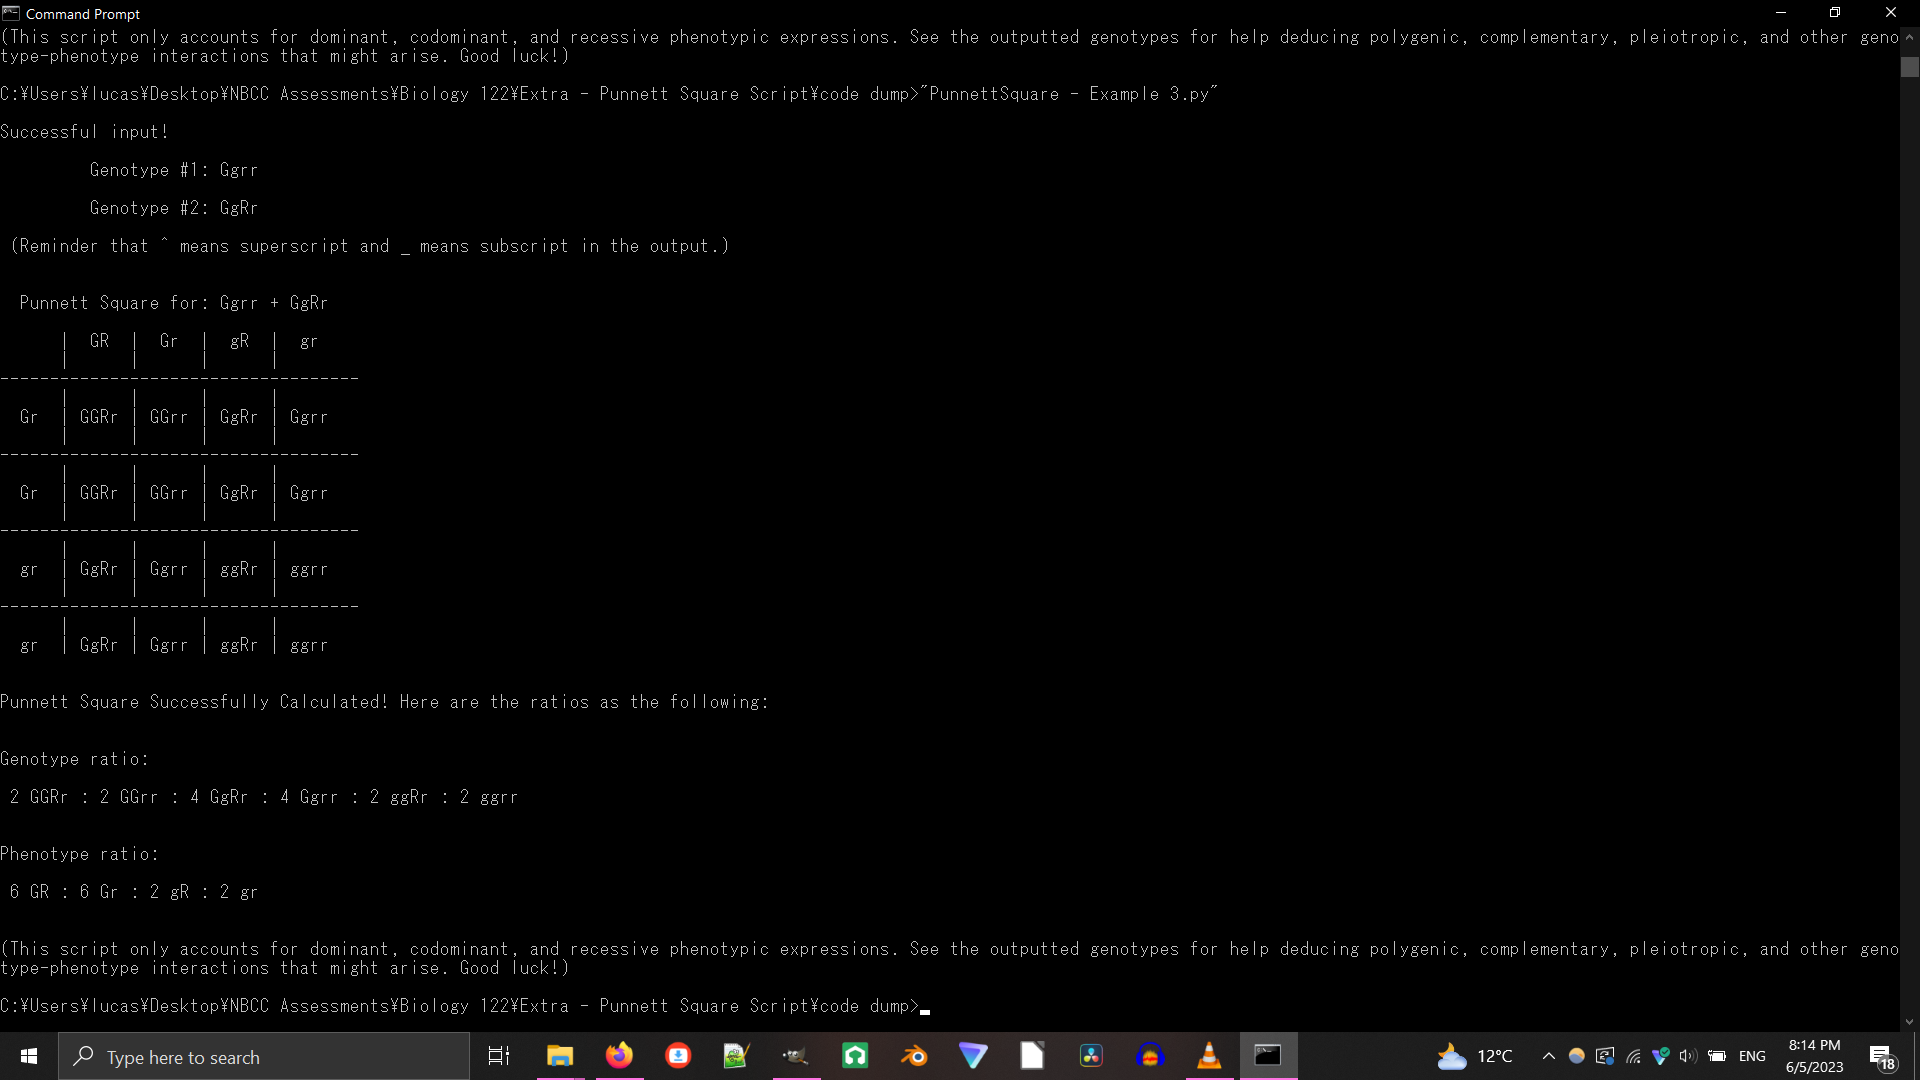 Command Prompt
(This script only accounts for dominant, codominant, and recessive phenotypic expressions. See the outputted genotypes for help deducing polygenic, complementary, pleiotropic, and other geno
type-phenotype interactions that might arise. Good luck!)
C:¥Users¥lucas¥Desktop¥NBCC Assessments¥Biology 122¥Extra - Punnett Square Script¥code dump>"PunnettSquare - Example 3.py"
Successful input!
Genotype #1: Ggrr
Genotype #2: GgRr
(Reminder that ^ means superscript and _ means subscript in the output.)
Punnett Square for: Ggrr + GgRr
| GR | Gr | gR | gr
| | | |
------------------------------------
| | | |
Gr | GGRr | GGrr | GgRr | Ggrr
| | | |
------------------------------------
| | | |
Gr | GGRr | GGrr | GgRr | Ggrr
| | | |
------------------------------------
| | | |
gr | GgRr | Ggrr | ggRr | ggrr
| | | |
------------------------------------
| | | |
gr | GgRr | Ggrr | ggRr | ggrr
Punnett Square Successfully Calculated! Here are the ratios as the following:
Genotype ratio:
2 GGRr : 2 GGrr : 4 GgRr : 4 Ggrr : 2 ggRr : 2 ggrr
Phenotype ratio:
6 GR : 6 Gr : 2 gR : 2 gr
(This script only accounts for dominant, codominant, and recessive phenotypic expressions. See the outputted genotypes for help deducing polygenic, complementary, pleiotropic, and other geno
type-phenotype interactions that might arise. Good luck!)
C:¥Users¥lucas¥Desktop¥NBCC Assessments¥Biology 122¥Extra - Punnett Square Script¥code dump>
Type here to search
12°C
ENG
8:14 PM
6/5/2023
18